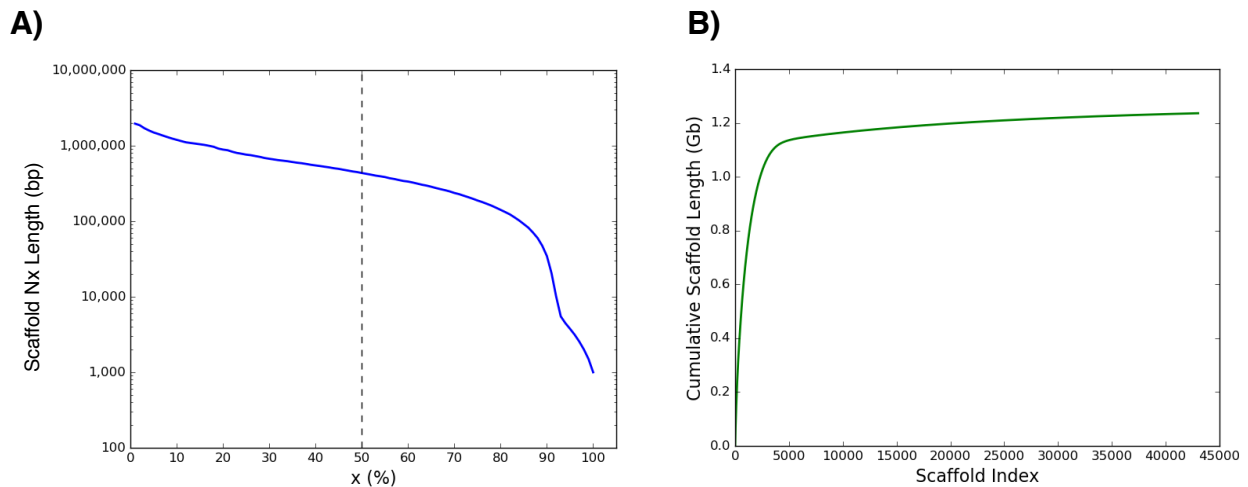 A)
10,000,000
1,000,000
100,000
10,000
1,000
100
Scaffold Nx Length (bp)
0 10 20 30 40 50 60 70 80 90 100
x (%)
B)
1.4
1.2
1.0
0.8
0.6
0.4
0.2
0.0
Cumulative Scaffold Length (Gb)
0 5000 10000 15000 20000 25000 30000 35000 40000 45000
Scaffold Index